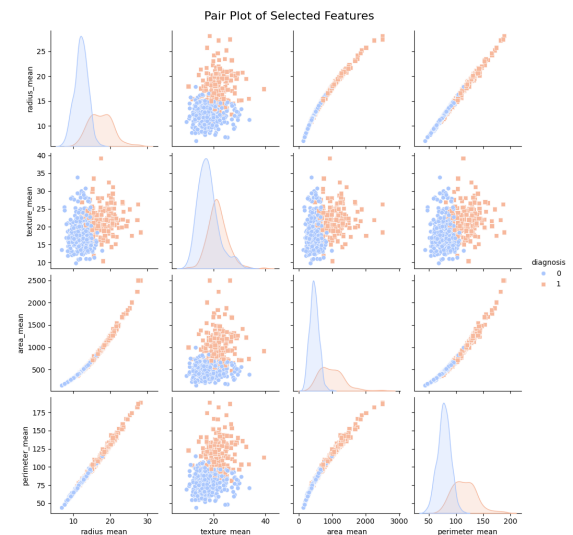 Pair Plot of Selected Features
radius_mean
25
20
15
10
texture_mean
40
35
30
25
20
15
10
diagnosis
0
1
area_mean
2500
2000
1500
1000
500
perimeter_mean
175
150
125
100
75
50
10 20 30
20 40
0 1000 2000 3000
50 100 150 200
radius_mean texture_mean area_mean perimeter_mean